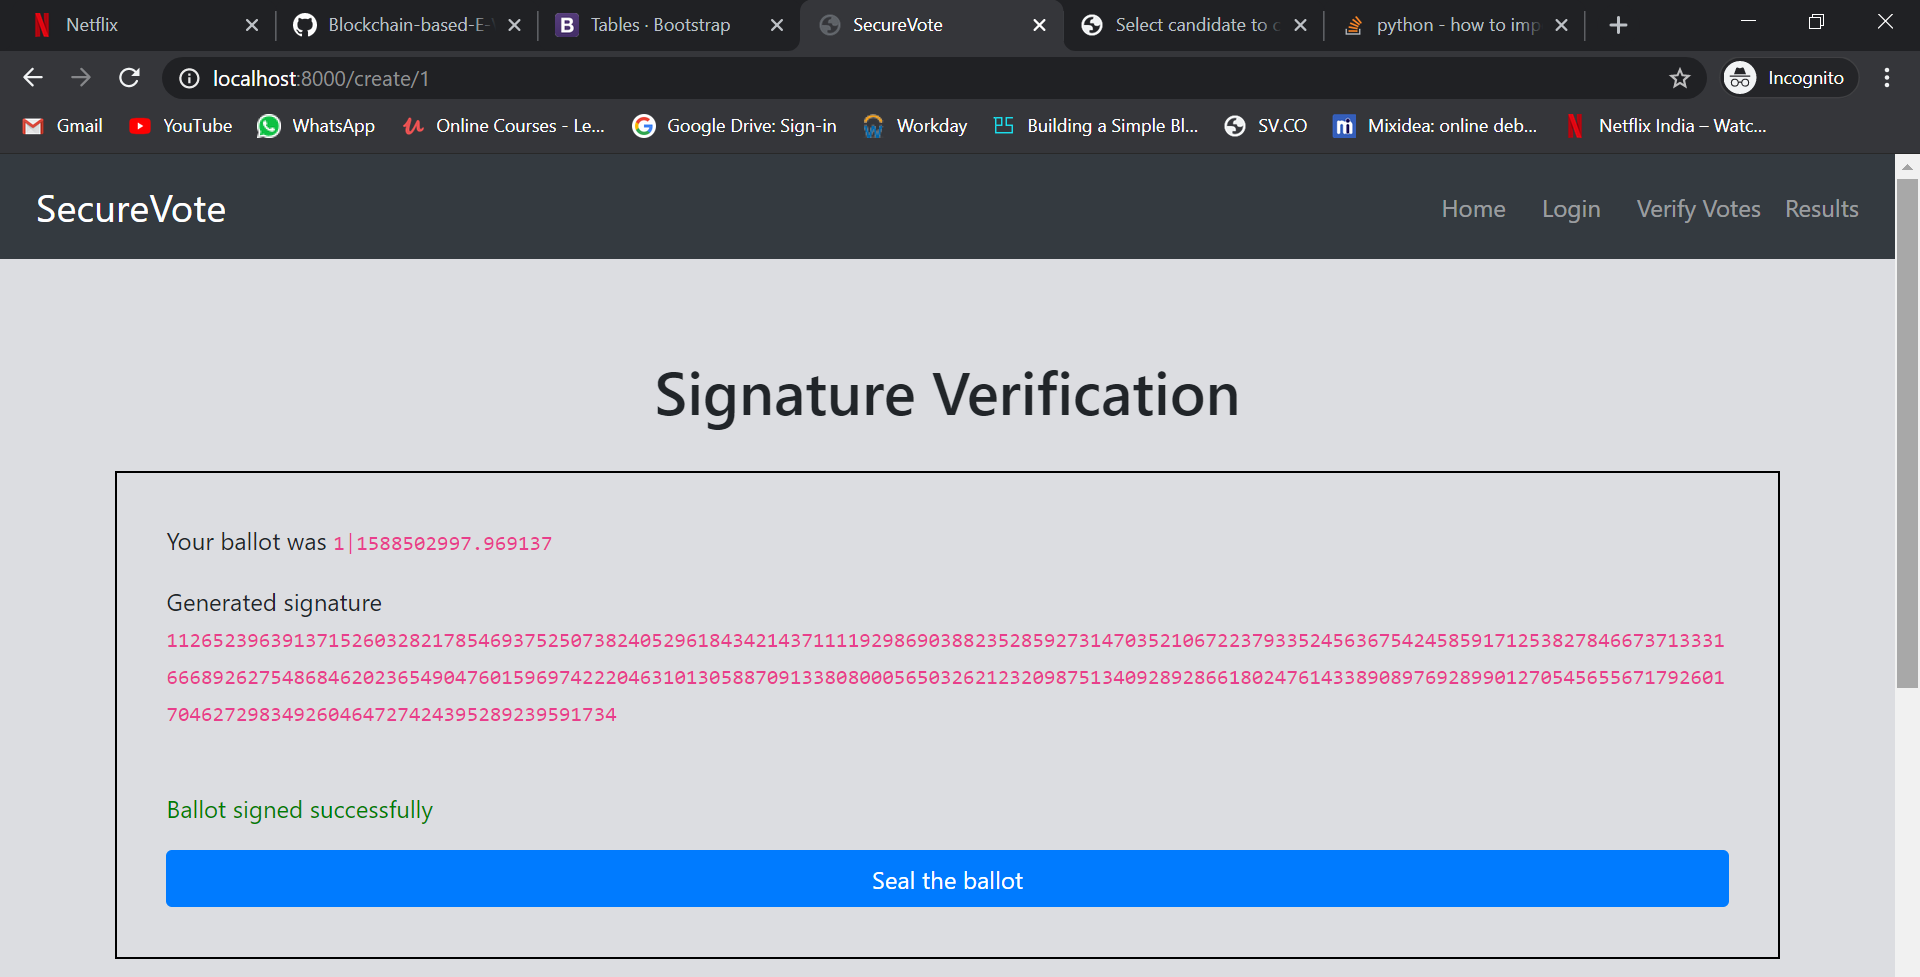 Netflix
Blockchain-based-E-
Tables · Bootstrap
SecureVote
Select candidate to c
python - how to imp
localhost:8000/create/1
Incognito
Gmail
YouTube
WhatsApp
Online Courses - Le...
Google Drive: Sign-in
Workday
Building a Simple Bl...
SV.CO
Mixidea: online deb...
Netflix India – Watc...
SecureVote
Home
Login
Verify Votes
Results
Signature Verification
Your ballot was 1|1588502997.969137
Generated signature
112652396391371526032821785469375250738240529618434214371111929869038823528592731470352106722379335245636754245859171253827846673713331
666892627548684620236549047601596974222046310130588709133808000565032621232098751340928928661802476143389089769289901270545655671792601
704627298349260464727424395289239591734
Ballot signed successfully
Seal the ballot